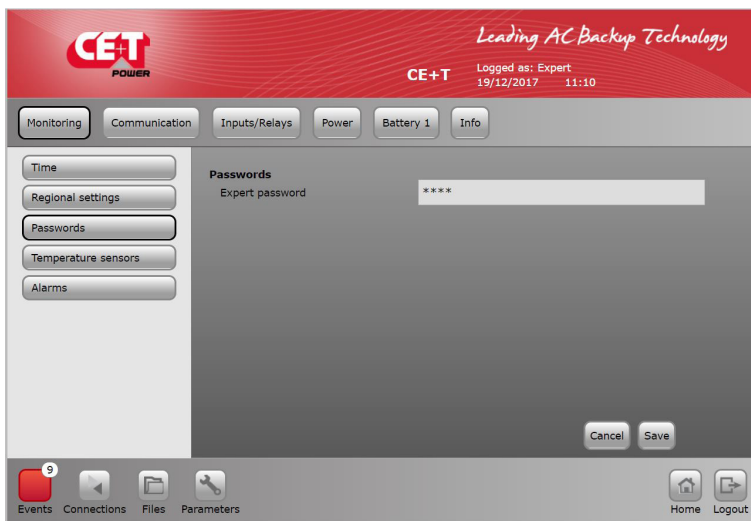 CE+T
POWER
Leading AC Backup Technology
CE+T
Logged as: Expert
19/12/2017 11:10
Monitoring
Communication
Inputs/Relays
Power
Battery 1
Info
Time
Regional settings
Passwords
Temperature sensors
Alarms
Passwords
Expert password
****
Cancel
Save
9
Events
Connections
Files
Parameters
Home
Logout